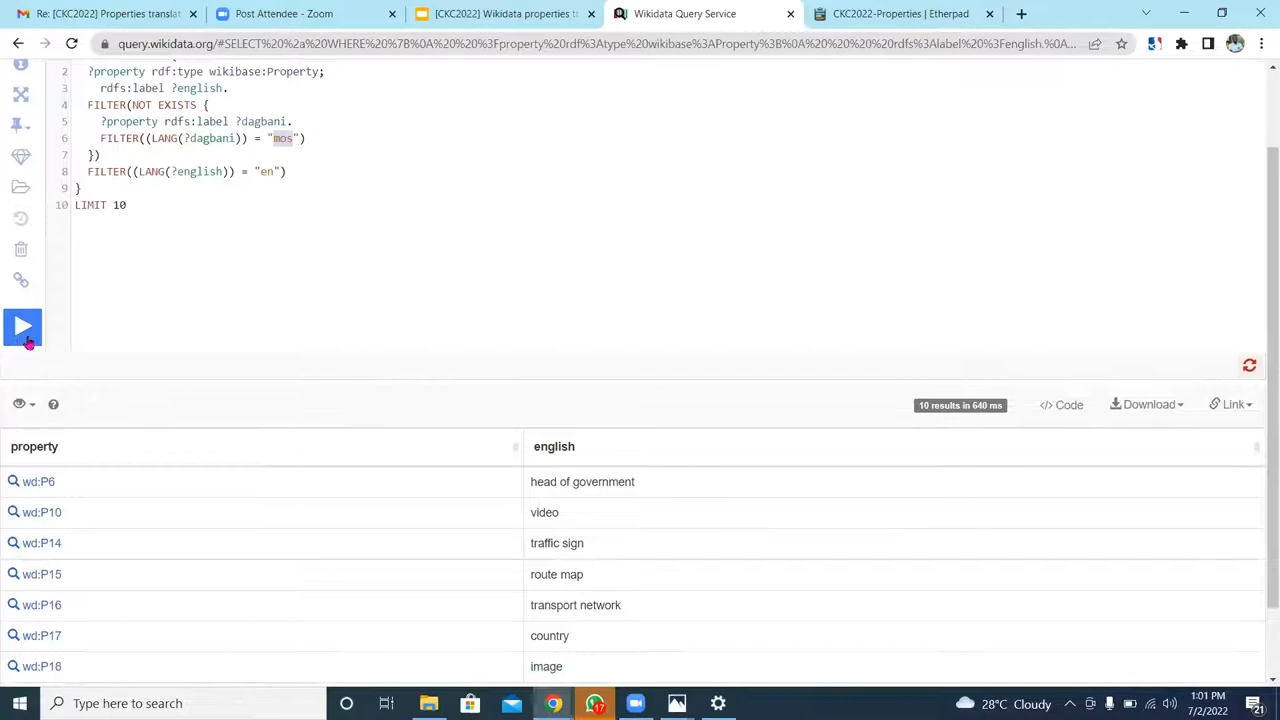 Re: [CKC2022] Properties translat
Post Attendee - Zoom
[CKC2022] Wikidata properties t
Wikidata Query Service
CKC2022-Properties | Etherpad
query.wikidata.org/#SELECT%20%2a%20WHERE%20%7B%0A%20%20%3Fproperty%20rdf%3Atype%20wikibase%3AProperty%3B%0A%20%20%20%20rdfs%3Alabel%20%3Fenglish.%0A...
2 ?property rdf:type wikibase:Property;
3 rdfs:label ?english.
4 FILTER(NOT EXISTS {
5 ?property rdfs:label ?dagbani.
6 FILTER((LANG(?dagbani)) = "mos")
7 })
8 FILTER((LANG(?english)) = "en")
9 }
10 LIMIT 10
10 results in 640 ms
</> Code
Download
Link
property english
wd:P6 head of government
wd:P10 video
wd:P14 traffic sign
wd:P15 route map
wd:P16 transport network
wd:P17 country
wd:P18 image
Type here to search
17
28°C Cloudy
1:01 PM
7/2/2022
21